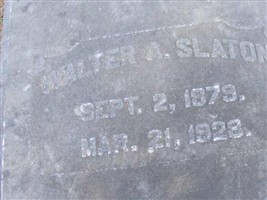 WALTER A. SLATON
SEPT. 2, 1879.
MAR. 21, 1928.